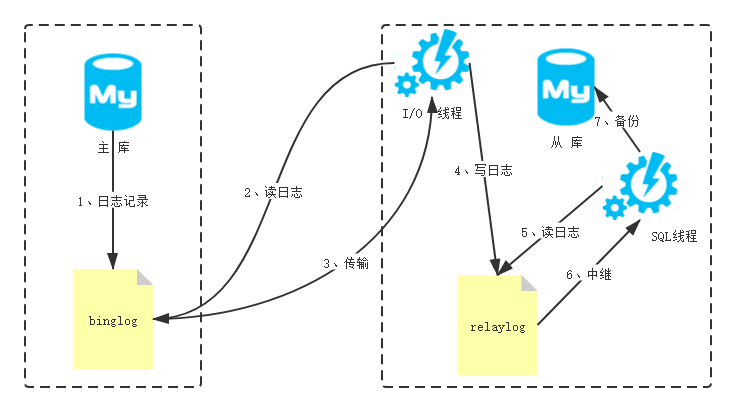 My
主 库
1、日志记录
binglog
2、读日志
3、传输
I/O 线程
4、写日志
My
从 库
7、备份
5、读日志
SQL线程
6、中继
relaylog